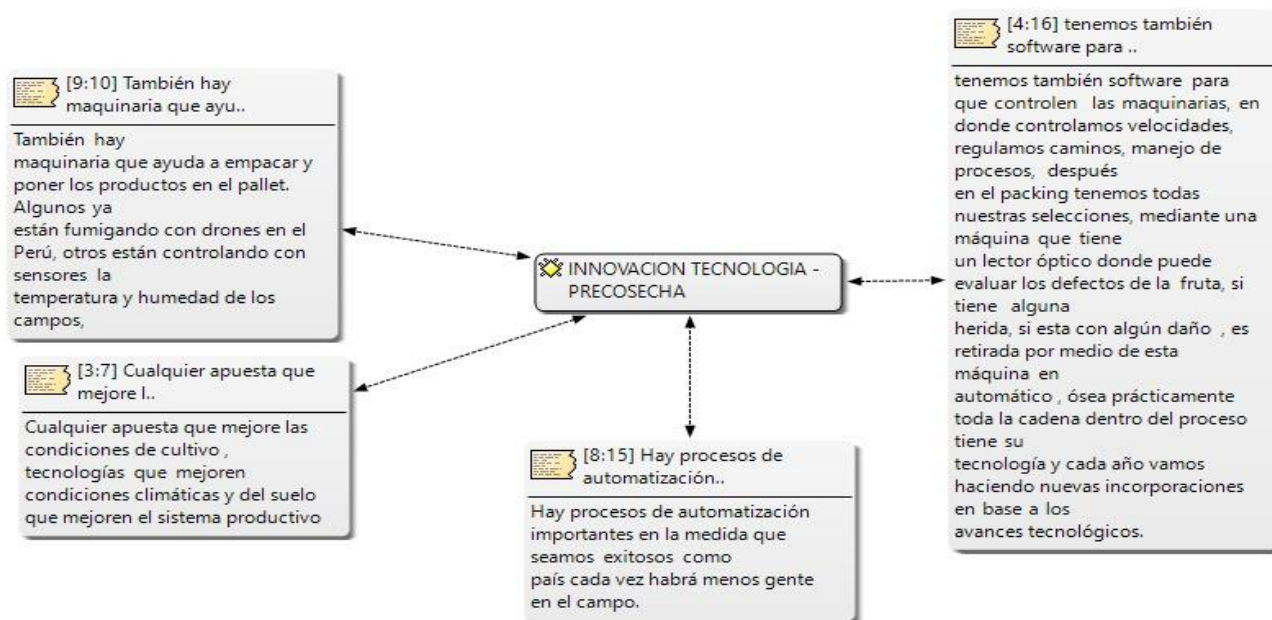 [9:10] También hay
maquinaria que ayu..
También hay
maquinaria que ayuda a empacar y
poner los productos en el pallet.
Algunos ya
están fumigando con drones en el
Perú, otros están controlando con
sensores la
temperatura y humedad de los
campos,
[3:7] Cualquier apuesta que
mejore l..
Cualquier apuesta que mejore las
condiciones de cultivo ,
tecnologías que mejoren
condiciones climáticas y del suelo
que mejoren el sistema productivo
INNOVACION TECNOLOGIA -
PRECOSECHA
[8:15] Hay procesos de
automatización..
Hay procesos de automatización
importantes en la medida que
seamos exitosos como
país cada vez habrá menos gente
en el campo.
[4:16] tenemos también
software para ..
tenemos también software para
que controlen las maquinarias, en
donde controlamos velocidades,
regulamos caminos, manejo de
procesos, después
en el packing tenemos todas
nuestras selecciones, mediante una
máquina que tiene
un lector óptico donde puede
evaluar los defectos de la fruta, si
tiene alguna
herida, si esta con algún daño , es
retirada por medio de esta
máquina en
automático , ósea prácticamente
toda la cadena dentro del proceso
tiene su
tecnología y cada año vamos
haciendo nuevas incorporaciones
en base a los
avances tecnológicos.